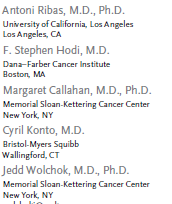 Antoni Ribas, M.D., Ph.D.
University of California, Los Angeles
Los Angeles, CA
F. Stephen Hodi, M.D.
Dana–Farber Cancer Institute
Boston, MA
Margaret Callahan, M.D., Ph.D.
Memorial Sloan-Kettering Cancer Center
New York, NY
Cyril Konto, M.D.
Bristol-Myers Squibb
Wallingford, CT
Jedd Wolchok, M.D., Ph.D.
Memorial Sloan-Kettering Cancer Center
New York, NY